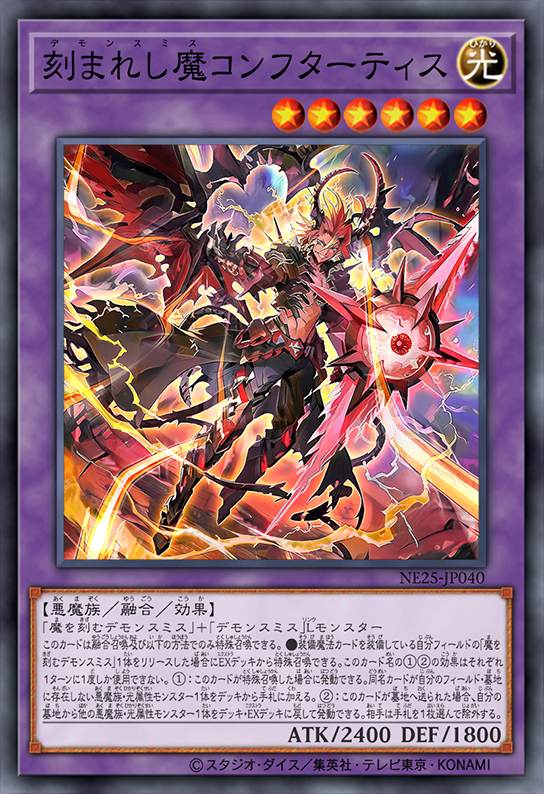 デモンスミス
刻まれし魔コンフターティス
ひかり
光
NE25-JP040
【悪魔族／融合／効果】
「魔を刻むデモンスミス」＋「デモンスミス」Lモンスター
このカードは融合召喚及び以下の方法でのみ特殊召喚できる。●装備魔法カードを装備している自分フィールドの「魔を
刻むデモンスミス」1体をリリースした場合にEXデッキから特殊召喚できる。このカード名の①②の効果はそれぞれ
1ターンに1度しか使用できない。①：このカードが特殊召喚した場合に発動できる。同名カードが自分のフィールド・墓地
に存在しない悪魔族・光属性モンスター1体をデッキから手札に加える。②：このカードが墓地へ送られた場合、自分の
墓地から他の悪魔族・光属性モンスター1体をデッキ・EXデッキに戻して発動できる。相手は手札を1枚選んで除外する。
ATK/2400 DEF/1800
©スタジオ・ダイス／集英社・テレビ東京・KONAMI